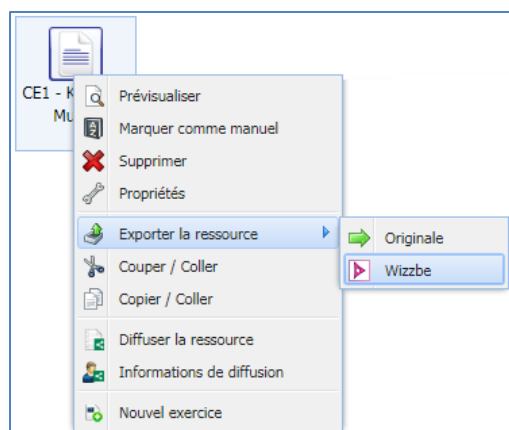 CE1 - K
Mu
Prévisualiser
Marquer comme manuel
Supprimer
Propriétés
Exporter la ressource
Originale
Couper / Coller
Wizzbe
Copier / Coller
Diffuser la ressource
Informations de diffusion
Nouvel exercice